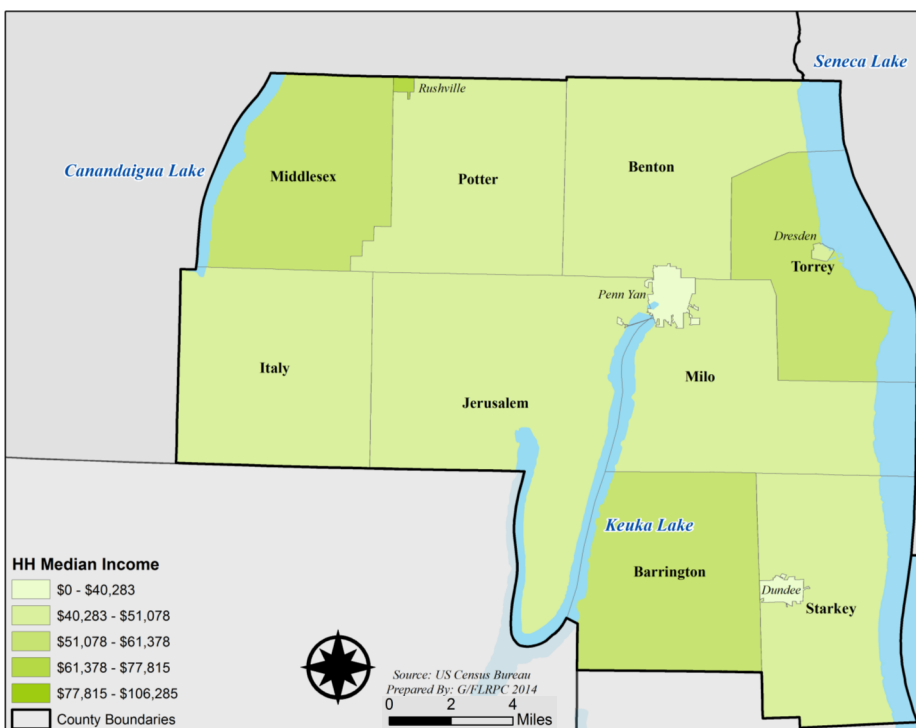 Seneca Lake
Rushville
Canandaigua Lake
Middlesex
Potter
Benton
Dresden
Torrey
Penn Yan
Italy
Milo
Jerusalem
Keuka Lake
Barrington
Dundee
Starkey
HH Median Income
$0 - $40,283
$40,283 - $51,078
$51,078 - $61,378
$61,378 - $77,815
$77,815 - $106,285
County Boundaries
Source: US Census Bureau
Prepared By: G/FLRPC 2014
0 2 4
Miles